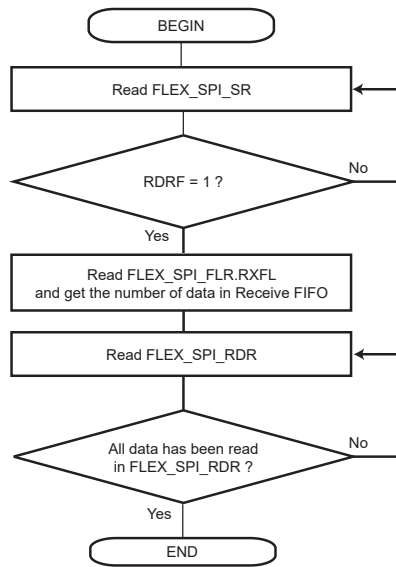 BEGIN
Read FLEX_SPI_SR
RDRF = 1 ?
No
Yes
Read FLEX_SPI_FLR.RXFL
and get the number of data in Receive FIFO
Read FLEX_SPI_RDR
All data has been read
in FLEX_SPI_RDR ?
No
Yes
END